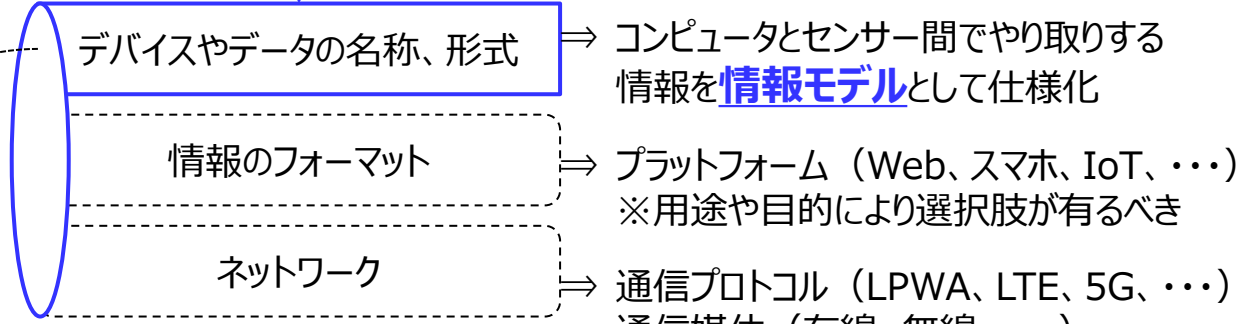 デバイスやデータの名称、形式
⇒ コンピュータとセンサー間でやり取りする
情報を情報モデルとして仕様化
情報のフォーマット
⇒ プラットフォーム（Web、スマホ、IoT、・・・）
※用途や目的により選択肢が有るべき
ネットワーク
⇒ 通信プロトコル（LPWA、LTE、5G、・・・）